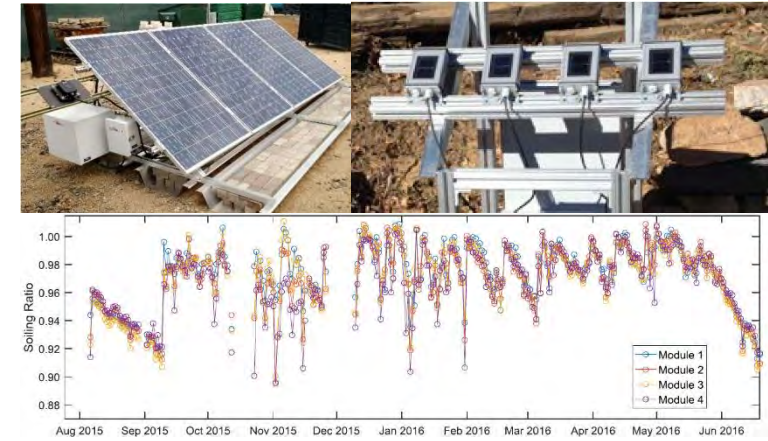 1.00
0.98
0.96
0.94
0.92
0.90
0.88
Soiling Ratio
Module 1
Module 2
Module 3
Module 4
Aug 2015 Sep 2015 Oct 2015 Nov 2015 Dec 2015 Jan 2016 Feb 2016 Mar 2016 Apr 2016 May 2016 Jun 2016